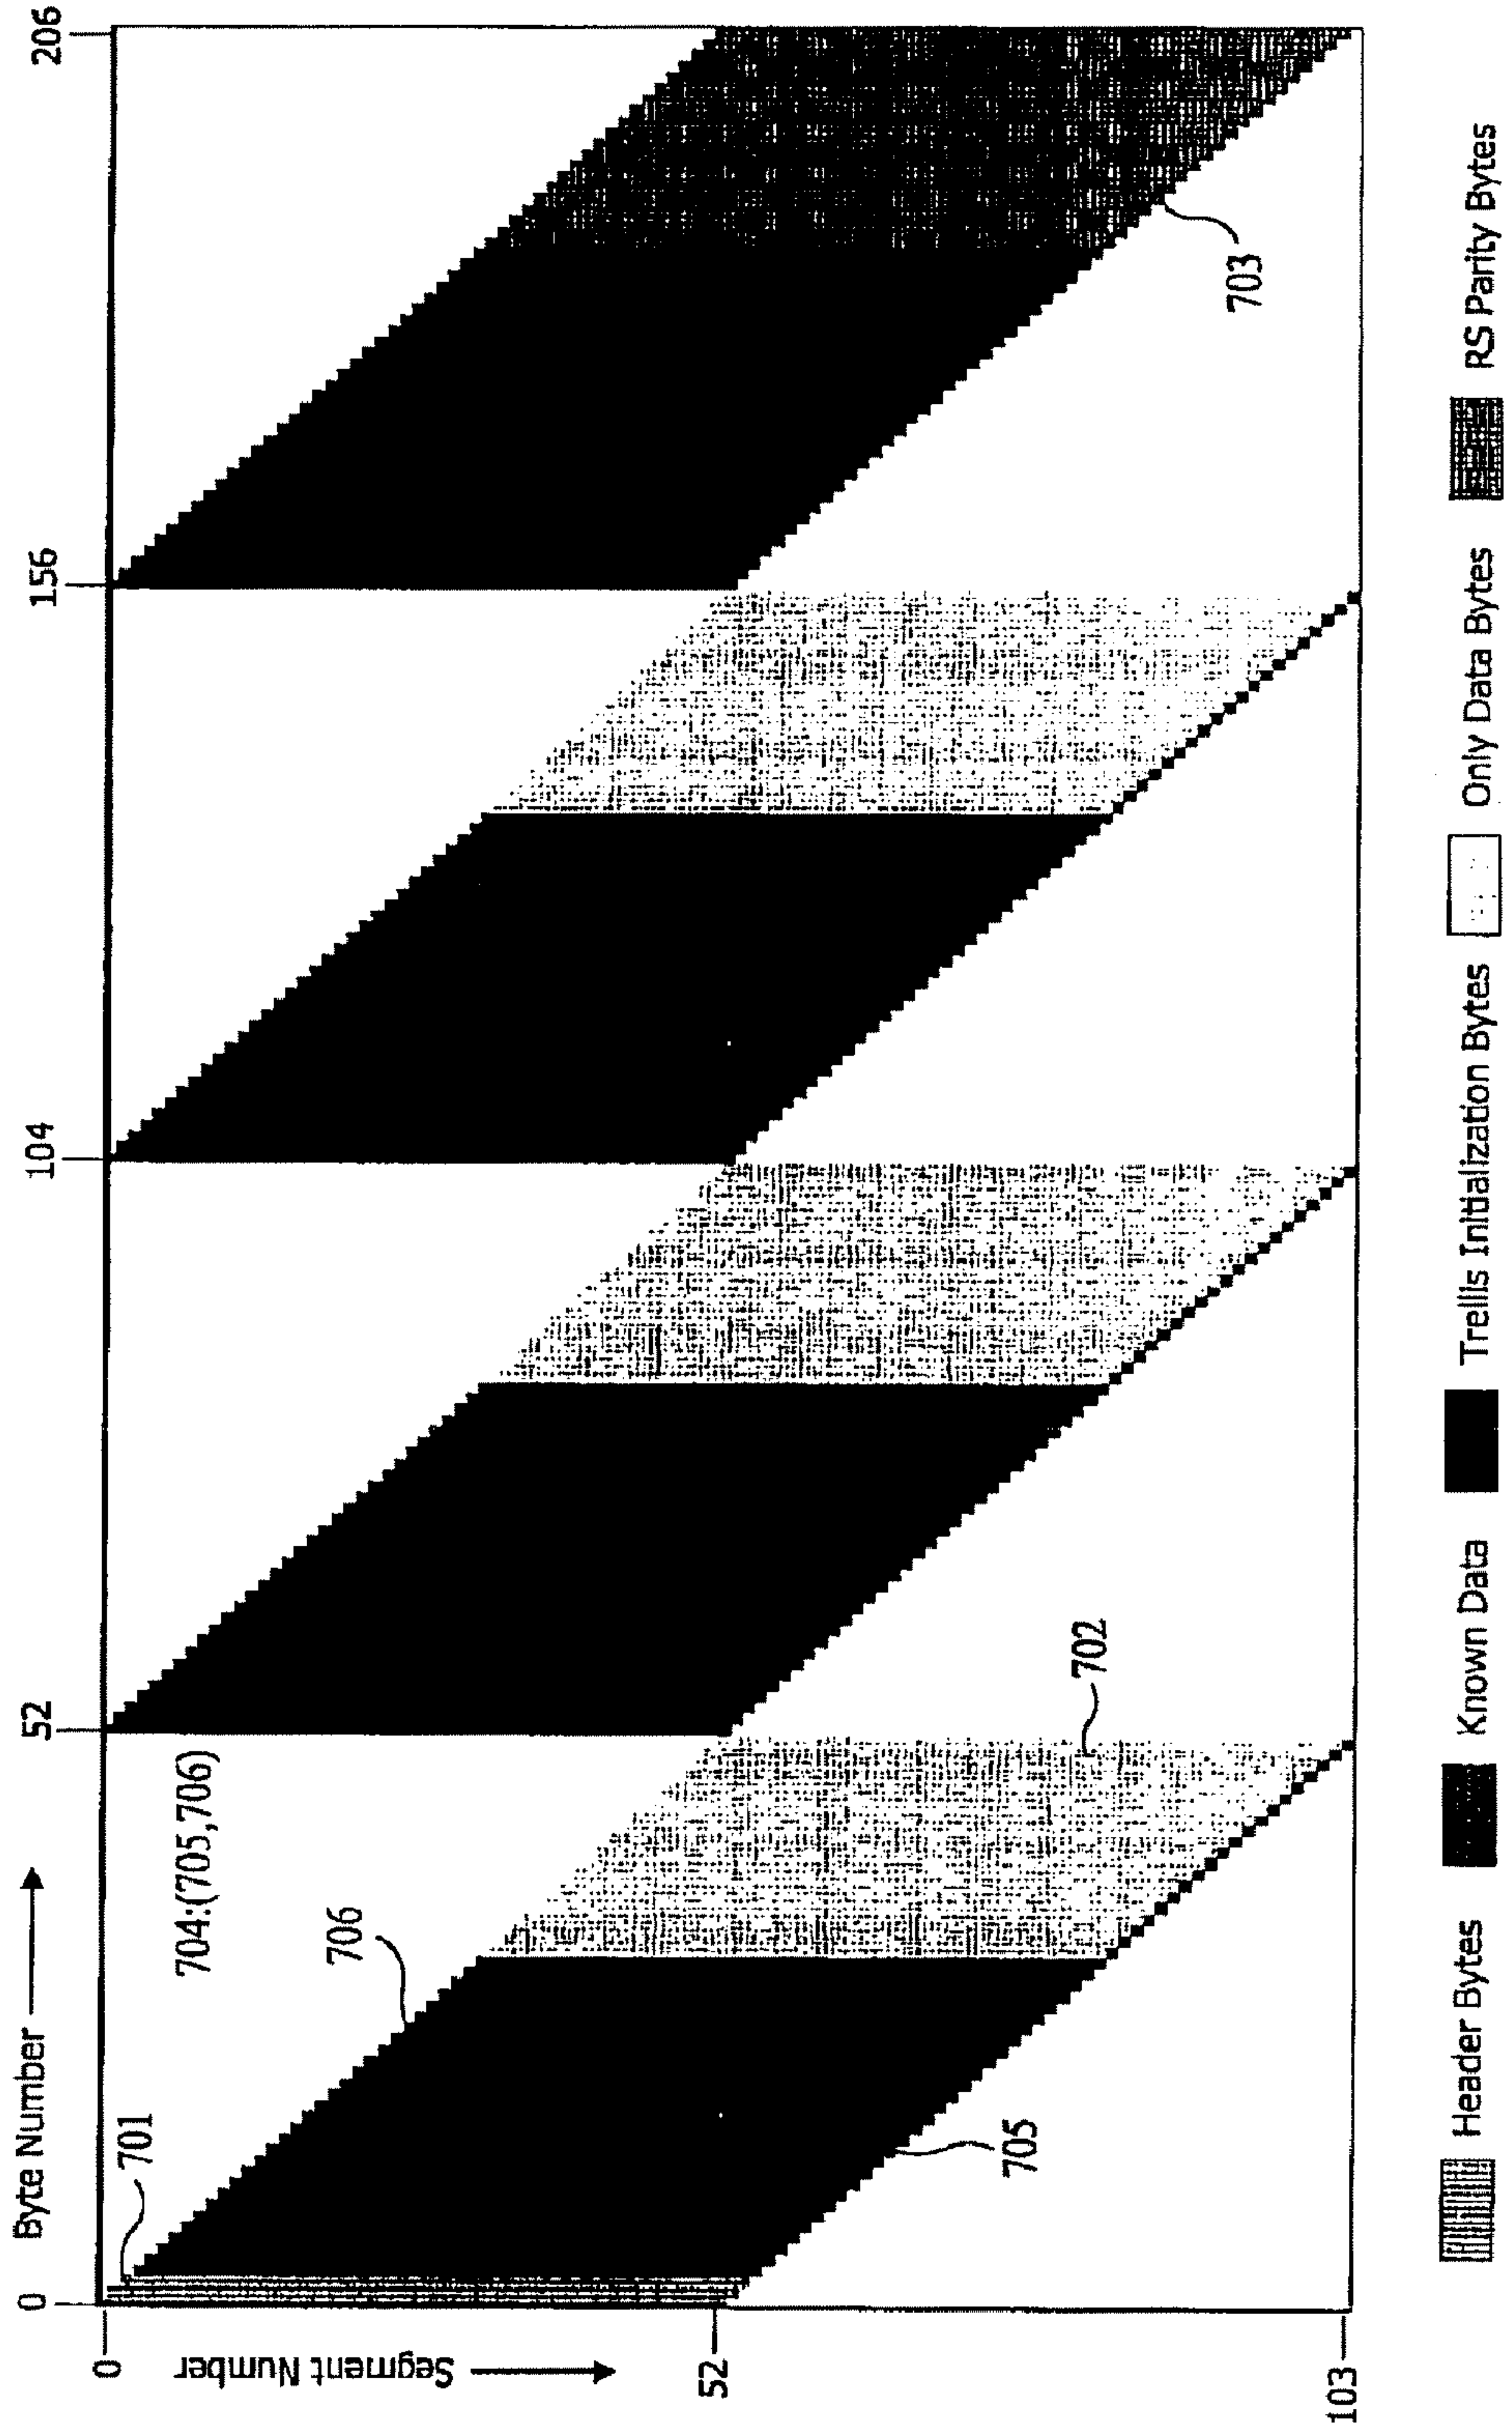 Byte Number
0
52
104
156
206
Segment Number
0
52
103
701
704:(705,706)
706
705
702
703
Header Bytes
Known Data
Trellis Initialization Bytes
Only Data Bytes
RS Parity Bytes